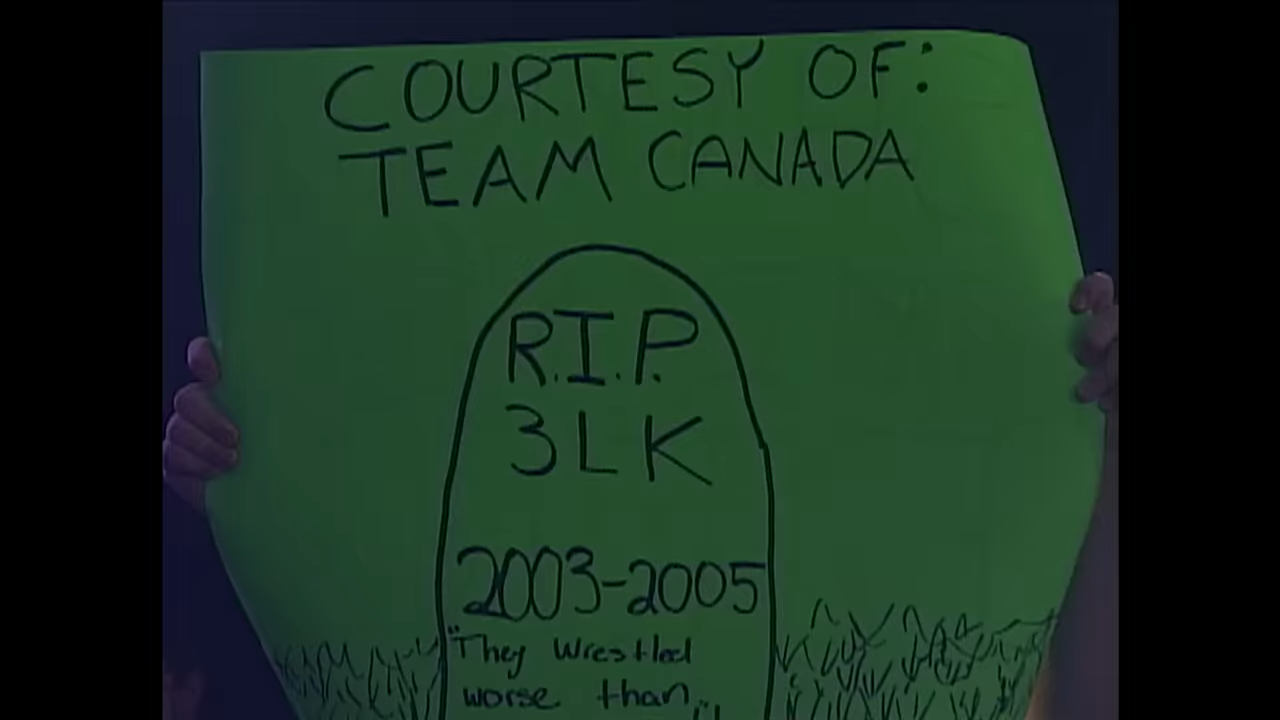 COURTESY OF:
TEAM CANADA
R.I.P.
3LK
2003-2005
"They wrestled
worse than